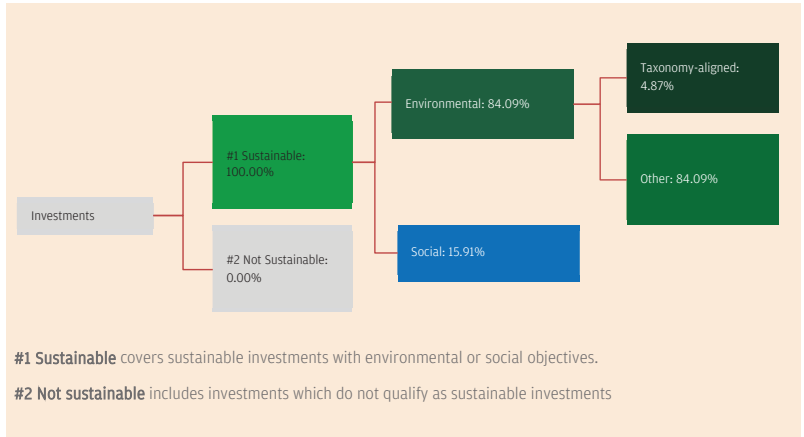 Taxonomy-aligned:
4.87%
Environmental: 84.09%
#1 Sustainable:
100.00%
Other: 84.09%
Investments
#2 Not Sustainable:
0.00%
Social: 15.91%
#1 Sustainable covers sustainable investments with environmental or social objectives.
#2 Not sustainable includes investments which do not qualify as sustainable investments